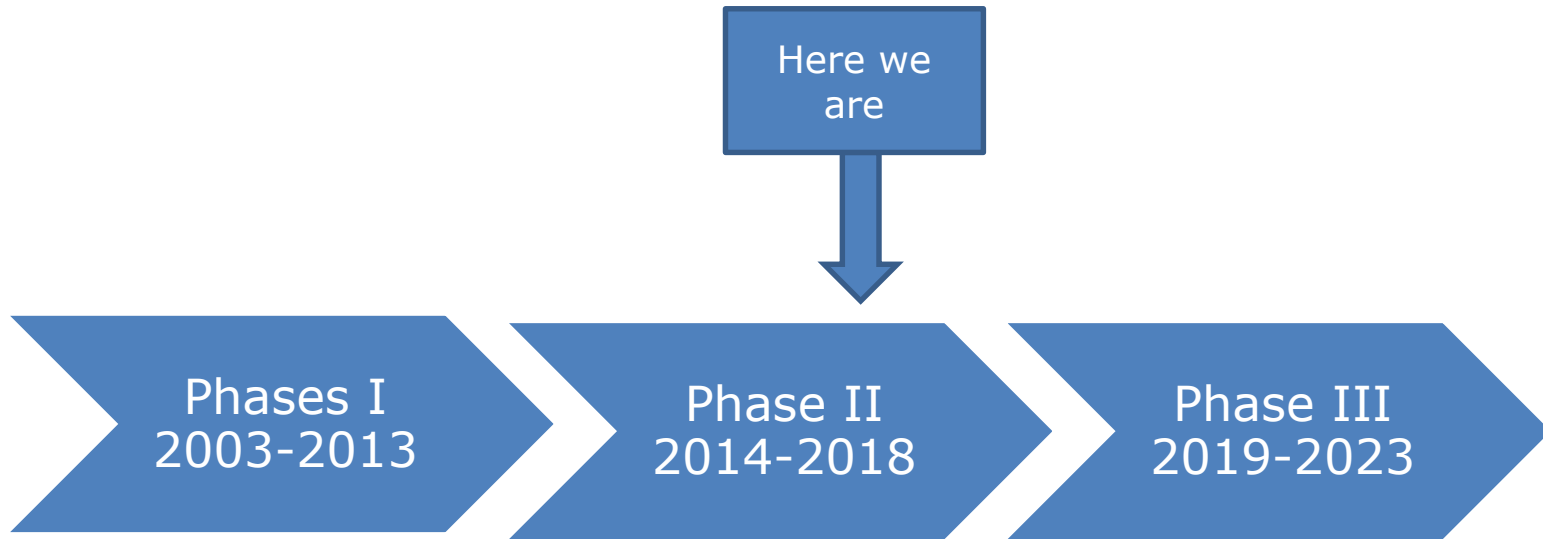 Here we
are
Phases I
2003-2013
Phase II
2014-2018
Phase III
2019-2023